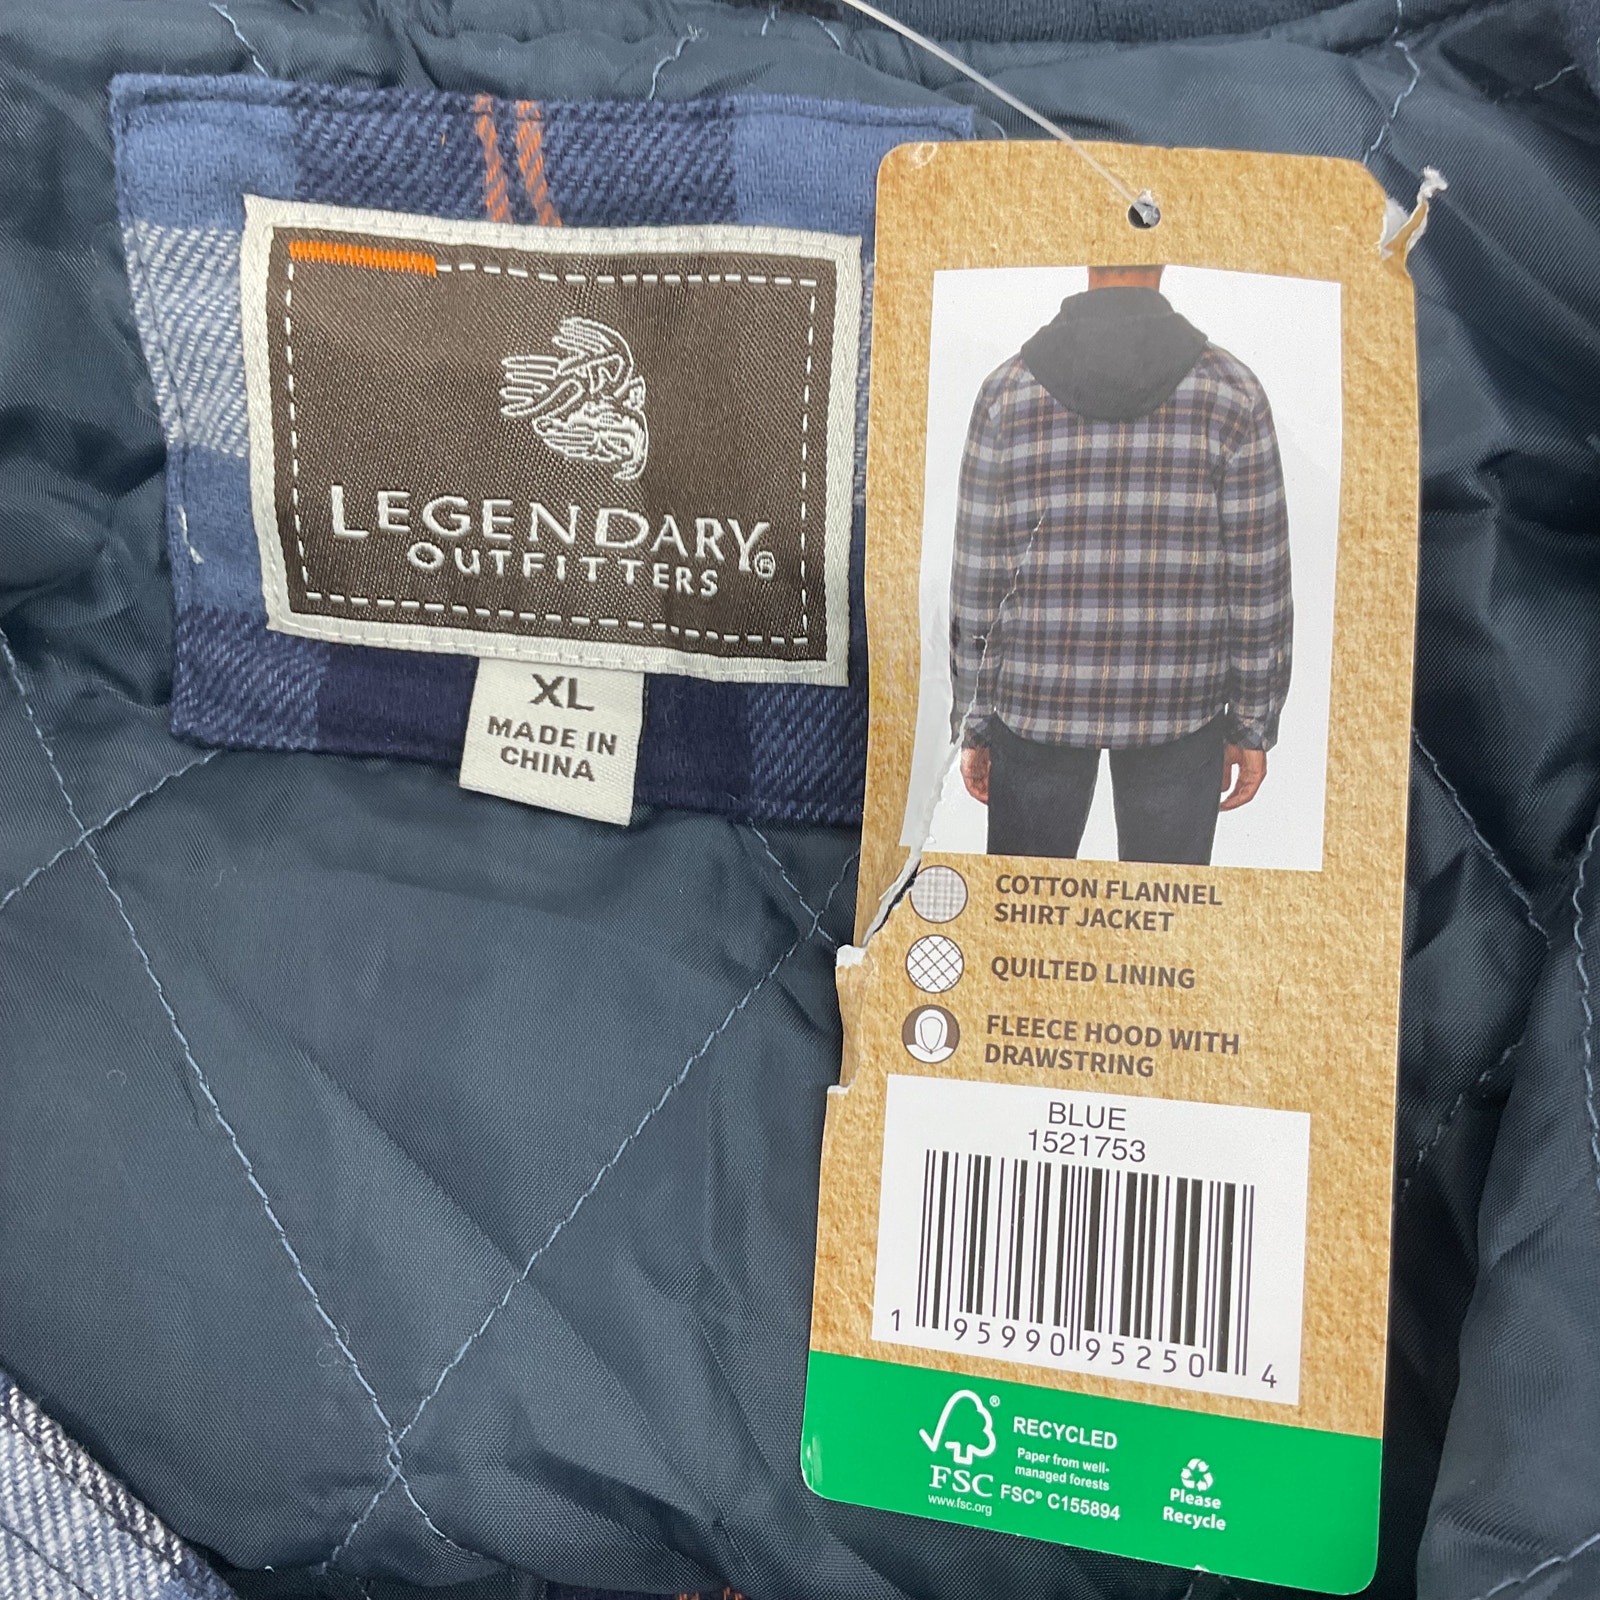 LEGENDARY®
OUTFITTERS
XL
MADE IN
CHINA
COTTON FLANNEL
SHIRT JACKET
QUILTED LINING
FLEECE HOOD WITH
DRAWSTRING
BLUE
1521753
1 95990 95250 4
FSC
www.fsc.org
®
RECYCLED
Paper from well-
managed forests
FSC® C155894
Please
Recycle